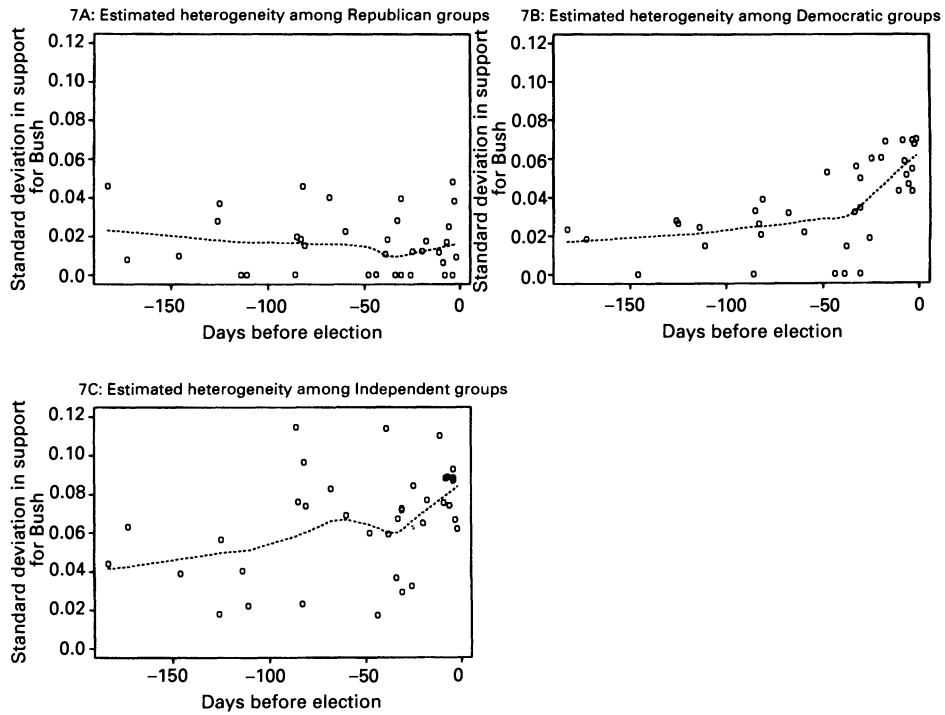 7A: Estimated heterogeneity among Republican groups
Standard deviation in support
for Bush
0.12
0.10
0.08
0.06
0.04
0.02
0.0
−150
−100
−50
0
Days before election
7B: Estimated heterogeneity among Democratic groups
Standard deviation in support
for Bush
0.12
0.10
0.08
0.06
0.04
0.02
0.0
−150
−100
−50
0
Days before election
7C: Estimated heterogeneity among Independent groups
Standard deviation in support
for Bush
0.12
0.10
0.08
0.06
0.04
0.02
0.0
−150
−100
−50
0
Days before election